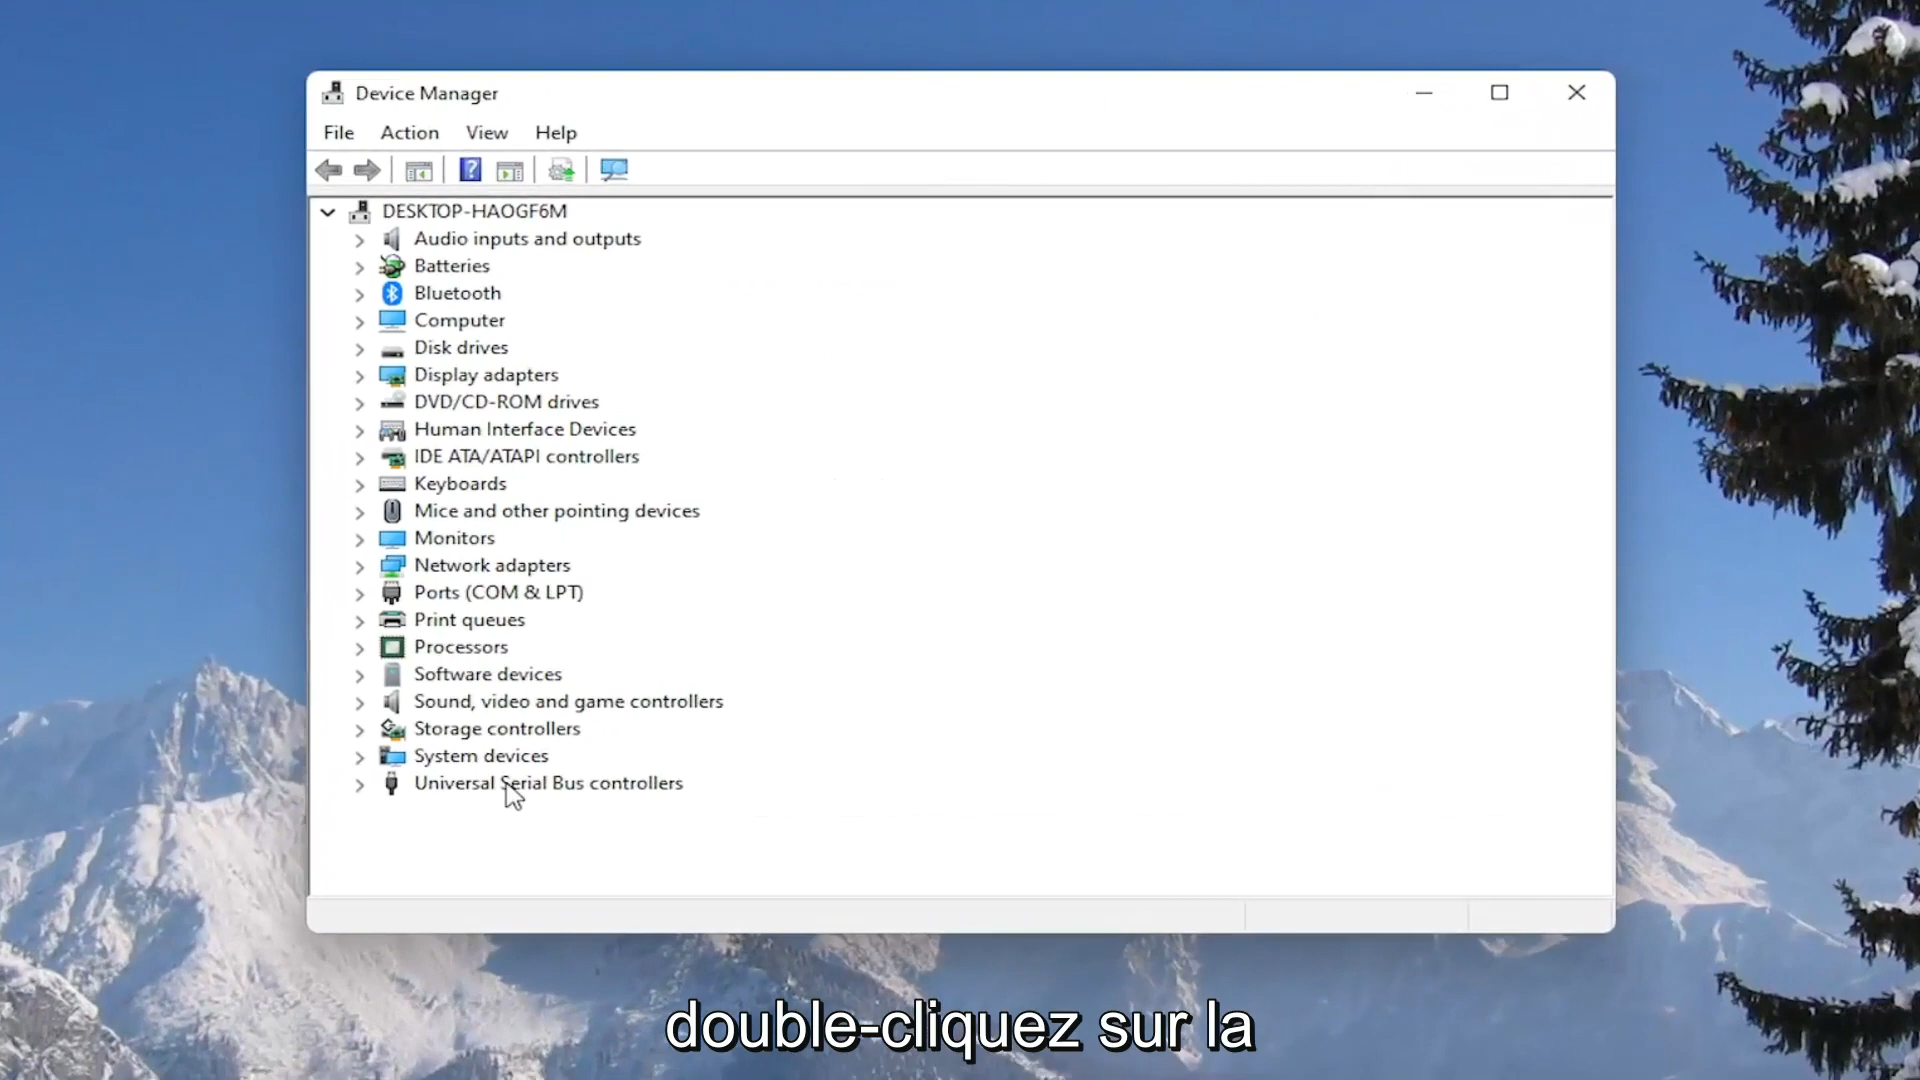 Device Manager
File Action View Help
DESKTOP-HAOGF6M
Audio inputs and outputs
Batteries
Bluetooth
Computer
Disk drives
Display adapters
DVD/CD-ROM drives
Human Interface Devices
IDE ATA/ATAPI controllers
Keyboards
Mice and other pointing devices
Monitors
Network adapters
Ports (COM & LPT)
Print queues
Processors
Software devices
Sound, video and game controllers
Storage controllers
System devices
Universal Serial Bus controllers
double-cliquez sur la